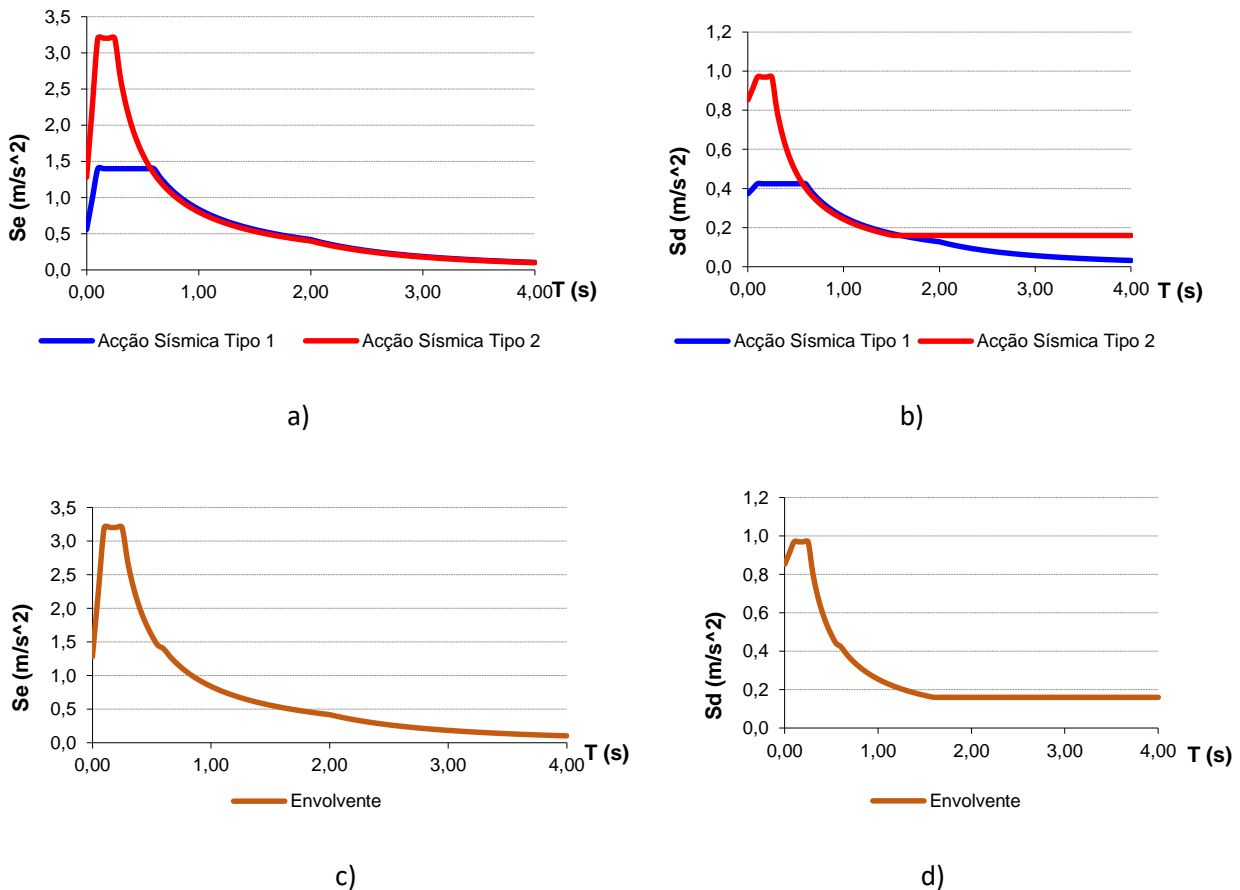 Se (m/s^2)
3,5
3,0
2,5
2,0
1,5
1,0
0,5
0,0
0,00 1,00 2,00 3,00 4,00
T (s)
Acção Sísmica Tipo 1 Acção Sísmica Tipo 2
a)
Sd (m/s^2)
1,2
1,0
0,8
0,6
0,4
0,2
0,0
0,00 1,00 2,00 3,00 4,00
T (s)
Acção Sísmica Tipo 1 Acção Sísmica Tipo 2
b)
Se (m/s^2)
3,5
3,0
2,5
2,0
1,5
1,0
0,5
0,0
0,00 1,00 2,00 3,00 4,00
T (s)
Envolvente
c)
Sd (m/s^2)
1,2
1,0
0,8
0,6
0,4
0,2
0,0
0,00 1,00 2,00 3,00 4,00
T (s)
Envolvente
d)